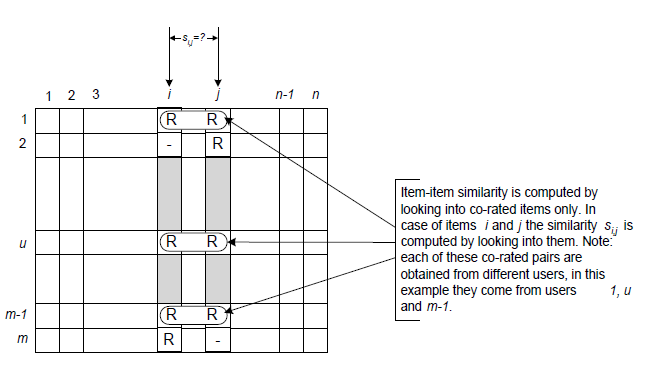 s_{i,j}=?
1 2 3 i j n-1 n
1 R R
2 - R
u R R
m-1 R R
m R -
Item-item similarity is computed by
looking into co-rated items only. In
case of items i and j the similarity s_{i,j} is
computed by looking into them. Note:
each of these co-rated pairs are
obtained from different users, in this
example they come from users 1, u
and m-1.